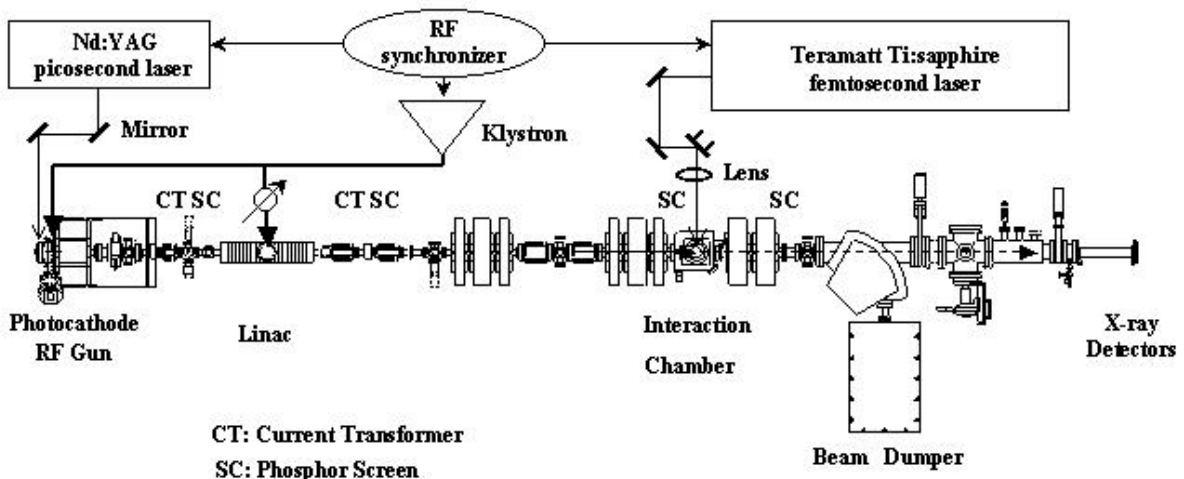 Nd:YAG
picosecond laser
RF
synchronizer
Teramatt Ti:sapphire
femtosecond laser
Mirror
Klystron
Lens
CT SC
CT SC
SC
SC
Photocathode
RF Gun
Linac
Interaction
Chamber
X-ray
Detectors
CT: Current Transformer
SC: Phosphor Screen
Beam Dumper